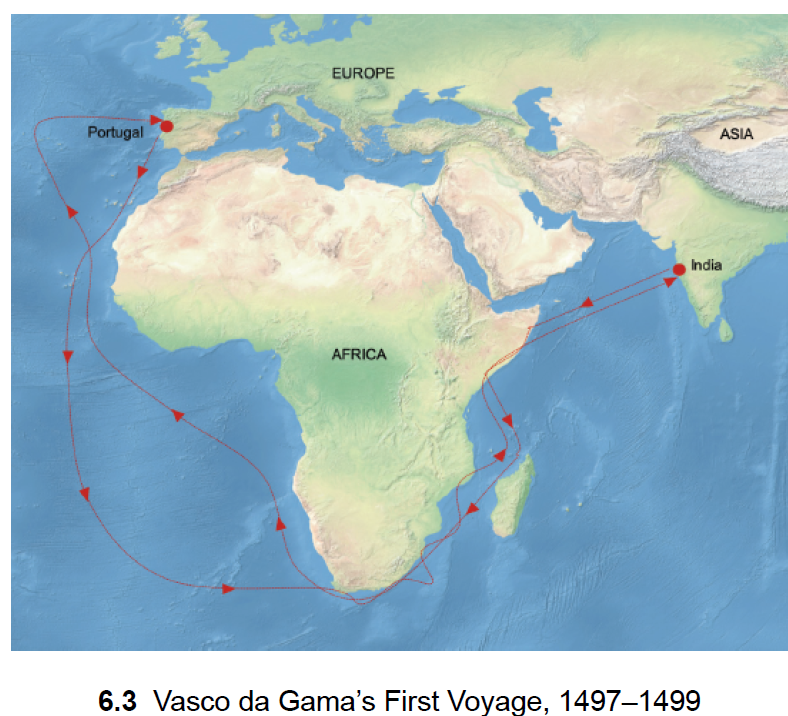 EUROPE
Portugal
ASIA
India
AFRICA
6.3 Vasco da Gama’s First Voyage, 1497–1499